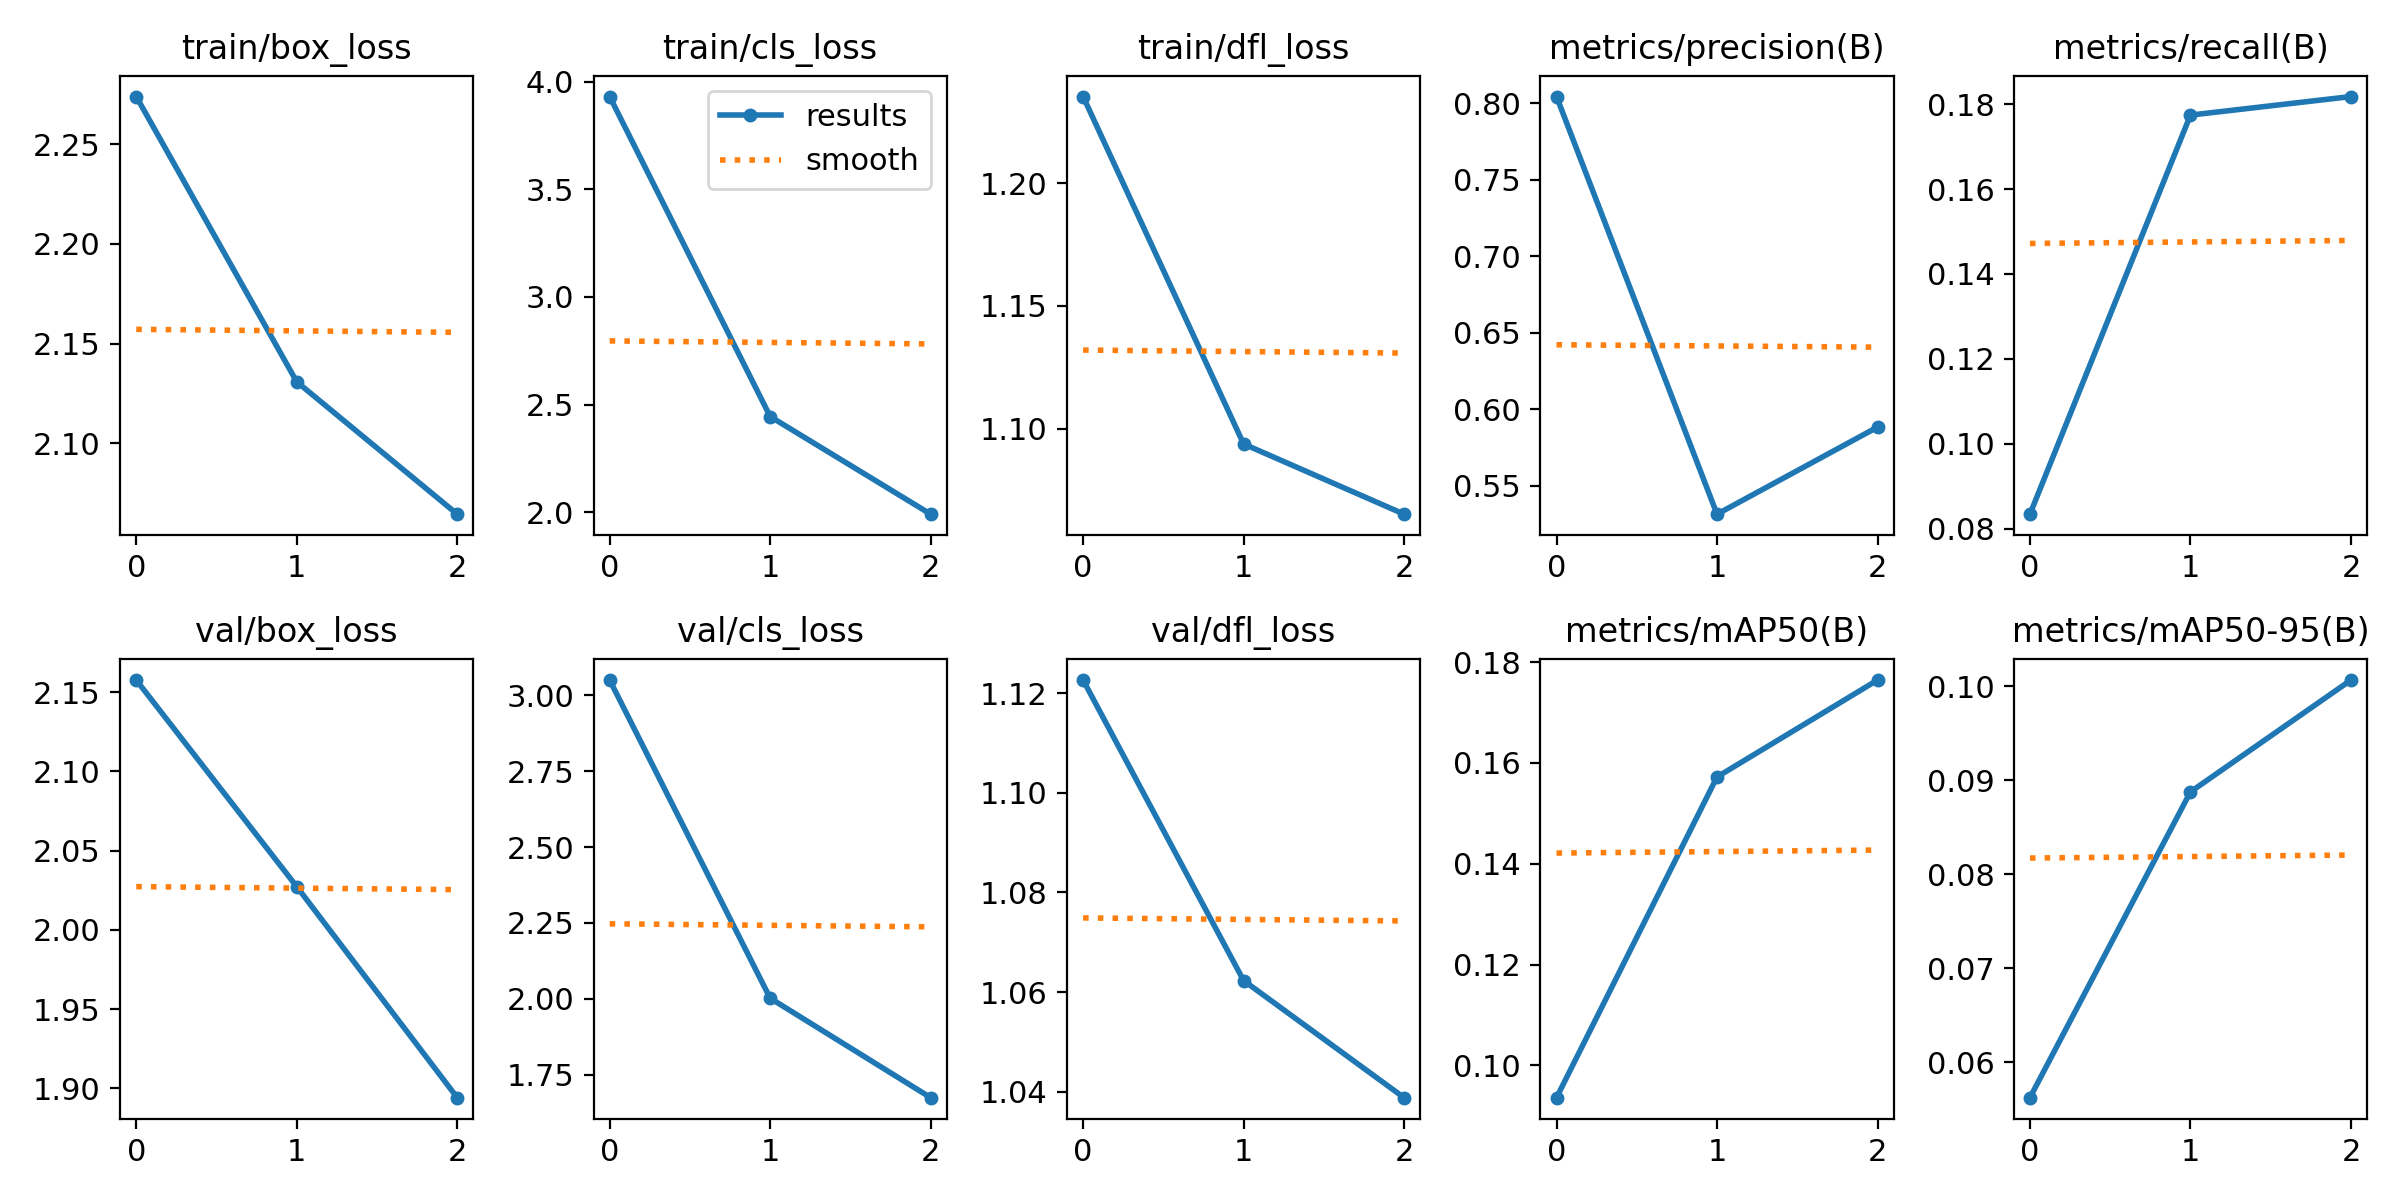 train/box_loss
2.25
2.20
2.15
2.10
0 1 2
train/cls_loss
4.0
3.5
3.0
2.5
2.0
results
smooth
0 1 2
train/dfl_loss
1.20
1.15
1.10
0 1 2
metrics/precision(B)
0.80
0.75
0.70
0.65
0.60
0.55
0 1 2
metrics/recall(B)
0.18
0.16
0.14
0.12
0.10
0.08
0 1 2
val/box_loss
2.15
2.10
2.05
2.00
1.95
1.90
0 1 2
val/cls_loss
3.00
2.75
2.50
2.25
2.00
1.75
0 1 2
val/dfl_loss
1.12
1.10
1.08
1.06
1.04
0 1 2
metrics/mAP50(B)
0.18
0.16
0.14
0.12
0.10
0 1 2
metrics/mAP50-95(B)
0.10
0.09
0.08
0.07
0.06
0 1 2